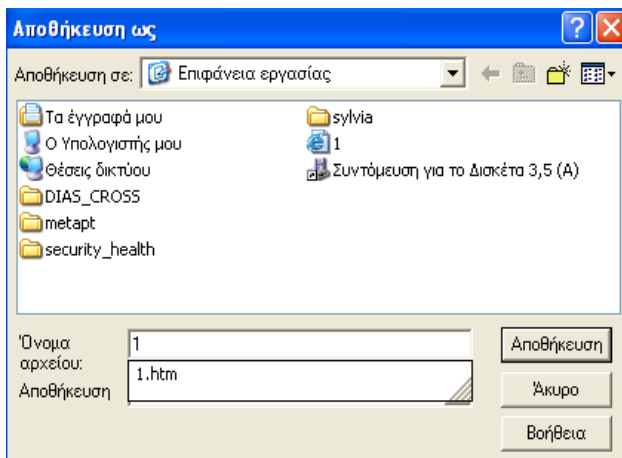 Αποθήκευση ως
Αποθήκευση σε: Επιφάνεια εργασίας
Τα έγγραφά μου
Ο Υπολογιστής μου
Θέσεις δικτύου
DIAS_CROSS
metapt
security_health
sylvia
1
Συντόμευση για το Δισκέτα 3,5 (A)
Όνομα αρχείου:
1
1.htm
Αποθήκευση
Αποθήκευση
Άκυρο
Βοήθεια